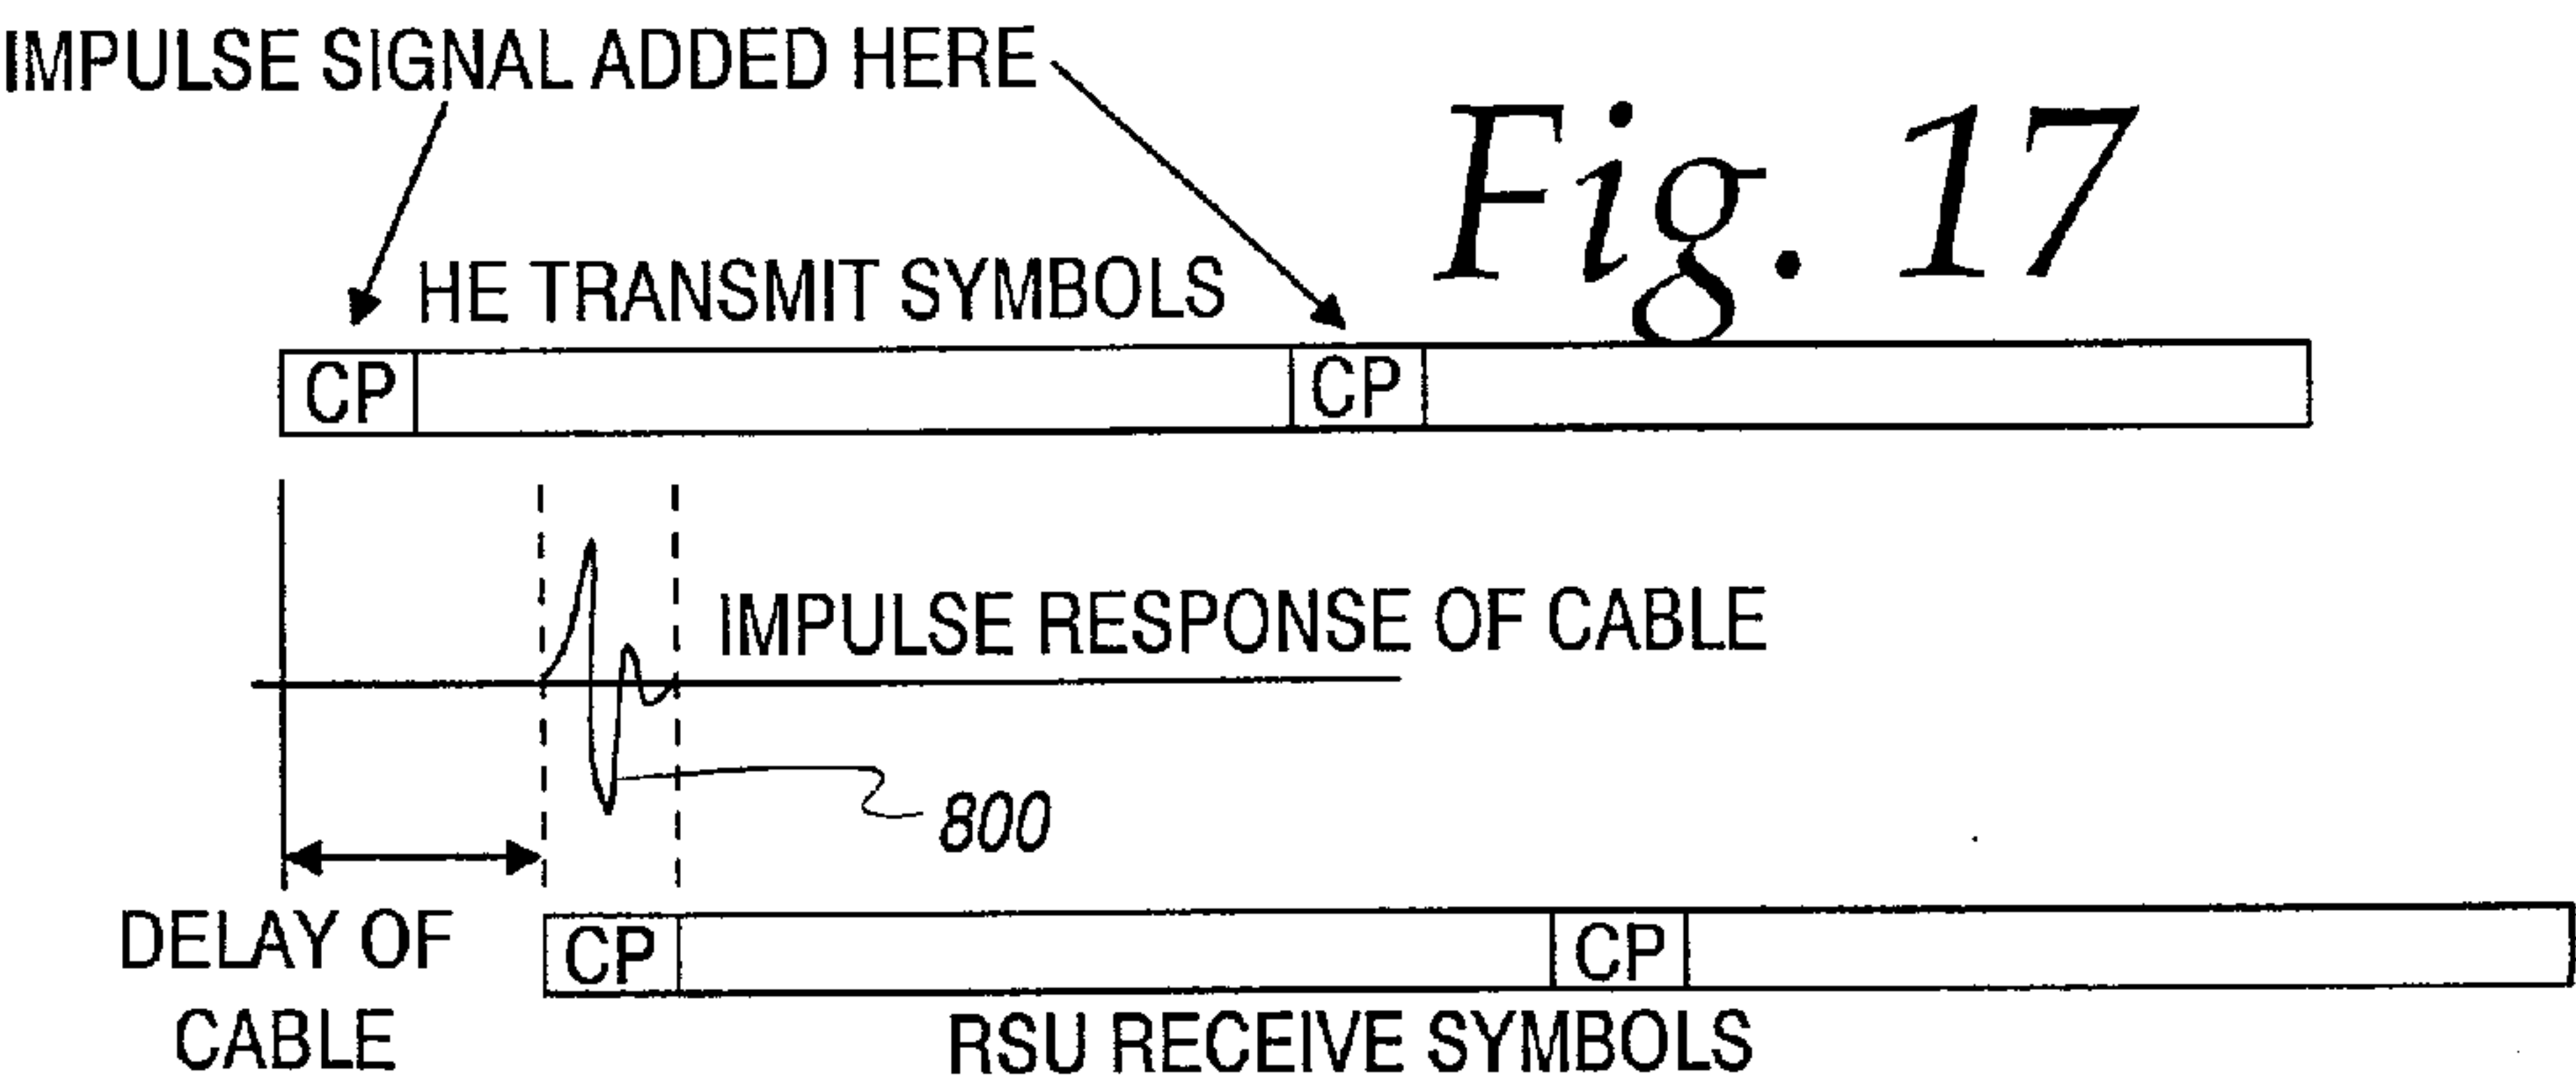 IMPULSE SIGNAL ADDED HERE
Fig. 17
HE TRANSMIT SYMBOLS
CP
CP
IMPULSE RESPONSE OF CABLE
800
DELAY OF
CABLE
CP
CP
RSU RECEIVE SYMBOLS